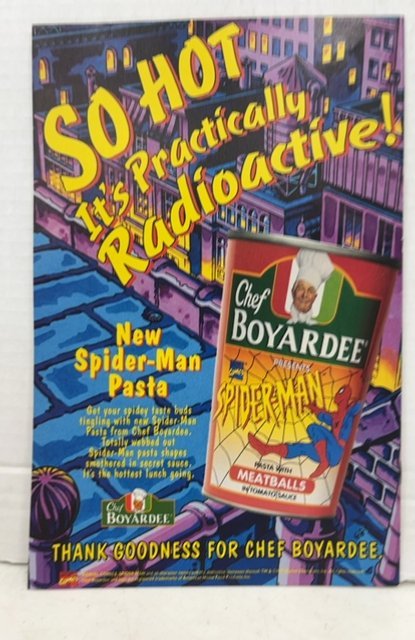 SO HOT
It's Practically
Radioactive!
New
Spider-Man
Pasta
Get your spidey taste buds
tingling with new Spider-Man
Pasta from Chef Boyardee.
Totally webbed out
Spider-Man pasta shapes
smothered in secret sauce.
It's the hottest lunch going.
Chef
BOYARDEE
Chef
BOYARDEE
PRESENTS
SPIDER-MAN
PASTA WITH
MEATBALLS
IN TOMATO SAUCE
THANK GOODNESS FOR CHEF BOYARDEE.